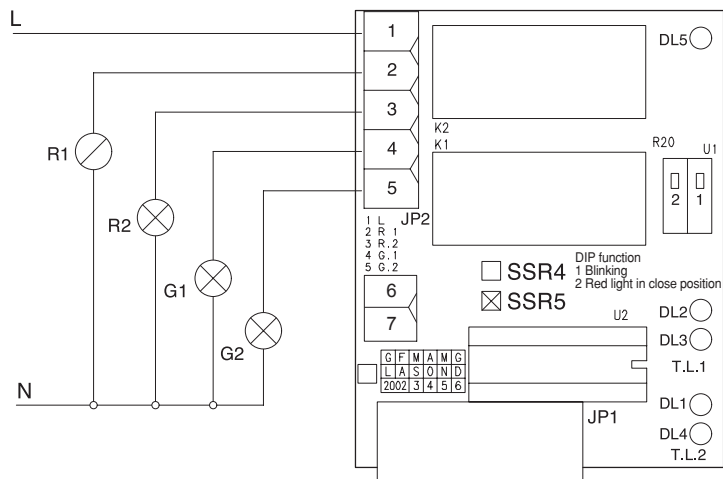 L
1
2
3
4
5
JP2
1 L
2 R 1
3 R.2
4 G.1
5 G.2
6
7
R1
R2
G1
G2
N
K2
K1
DL5
R20
U1
2 1
SSR4
SSR5
DIP function
1 Blinking
2 Red light in close position
U2
DL2
DL3
T.L.1
G F M A M G
L A S O N D
2002 3 4 5 6
JP1
DL1
DL4
T.L.2